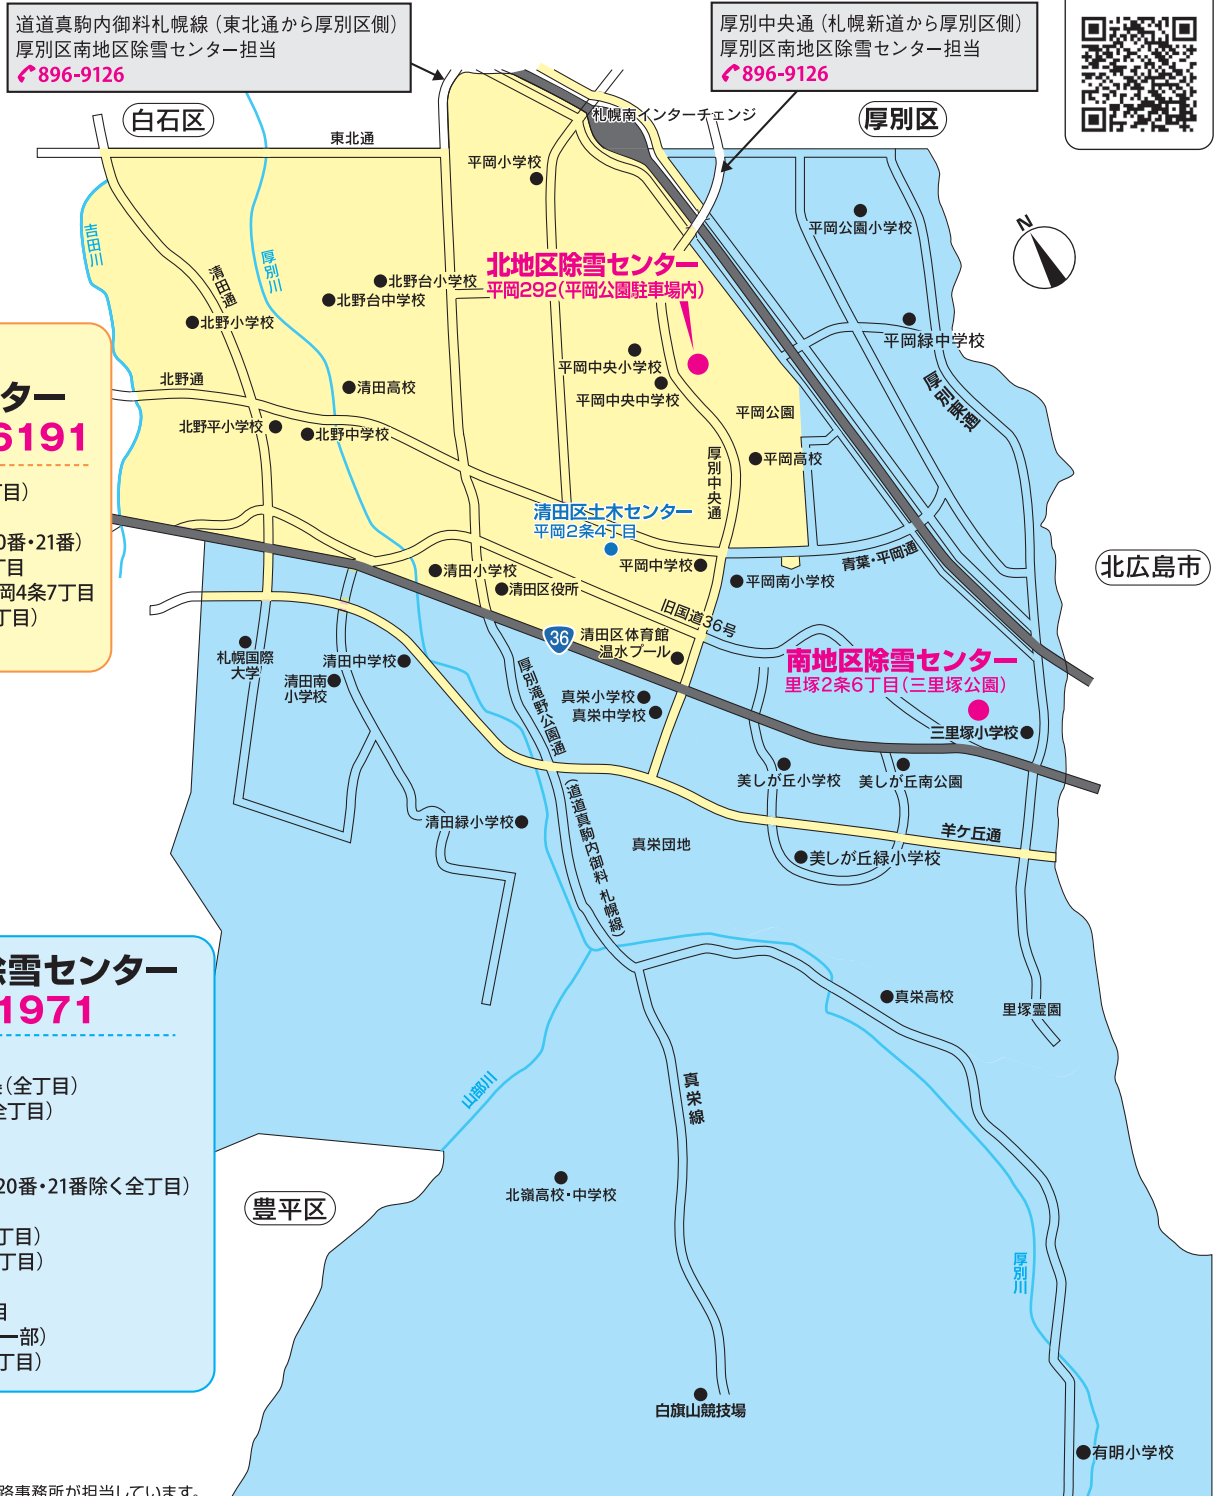 道道真駒内御料札幌線（東北通から厚別区側）
厚別区南地区除雪センター担当
896-9126
厚別中央通（札幌新道から厚別区側）
厚別区南地区除雪センター担当
896-9126
白石区
厚別区
札幌南インターチェンジ
東北通
平岡小学校
N
平岡公園小学校
吉田川
厚別川
清田通
北野台小学校
北野台中学校
北地区除雪センター
平岡292(平岡公園駐車場内)
北野小学校
平岡緑中学校
平岡中央小学校
平岡中央中学校
厚別東通
北野通
清田高校
平岡公園
ター
6191
北野平小学校
北野中学校
平岡高校
厚別中央通
丁目）
清田区土木センター
平岡2条4丁目
0番・21番）
丁目
岡4条7丁目
丁目）
清田小学校
清田区役所
平岡中学校
平岡南小学校
青葉・平岡通
北広島市
旧国道36号
36
清田区体育館
温水プール
札幌国際
大学
清田中学校
清田南
小学校
厚別滝野公園通
真栄小学校
真栄中学校
南地区除雪センター
里塚2条6丁目(三里塚公園)
三里塚小学校
美しが丘小学校
美しが丘南公園
清田緑小学校
（道道真駒内御料 札幌線）
真栄団地
羊ケ丘通
美しが丘緑小学校
除雪センター
1971
真栄高校
里塚霊園
（全丁目）
全丁目）
山部川
真栄線
20番・21番除く全丁目）
北嶺高校・中学校
豊平区
丁目）
丁目）
厚別川
目
一部）
丁目）
白旗山競技場
有明小学校
路事務所が担当しています。